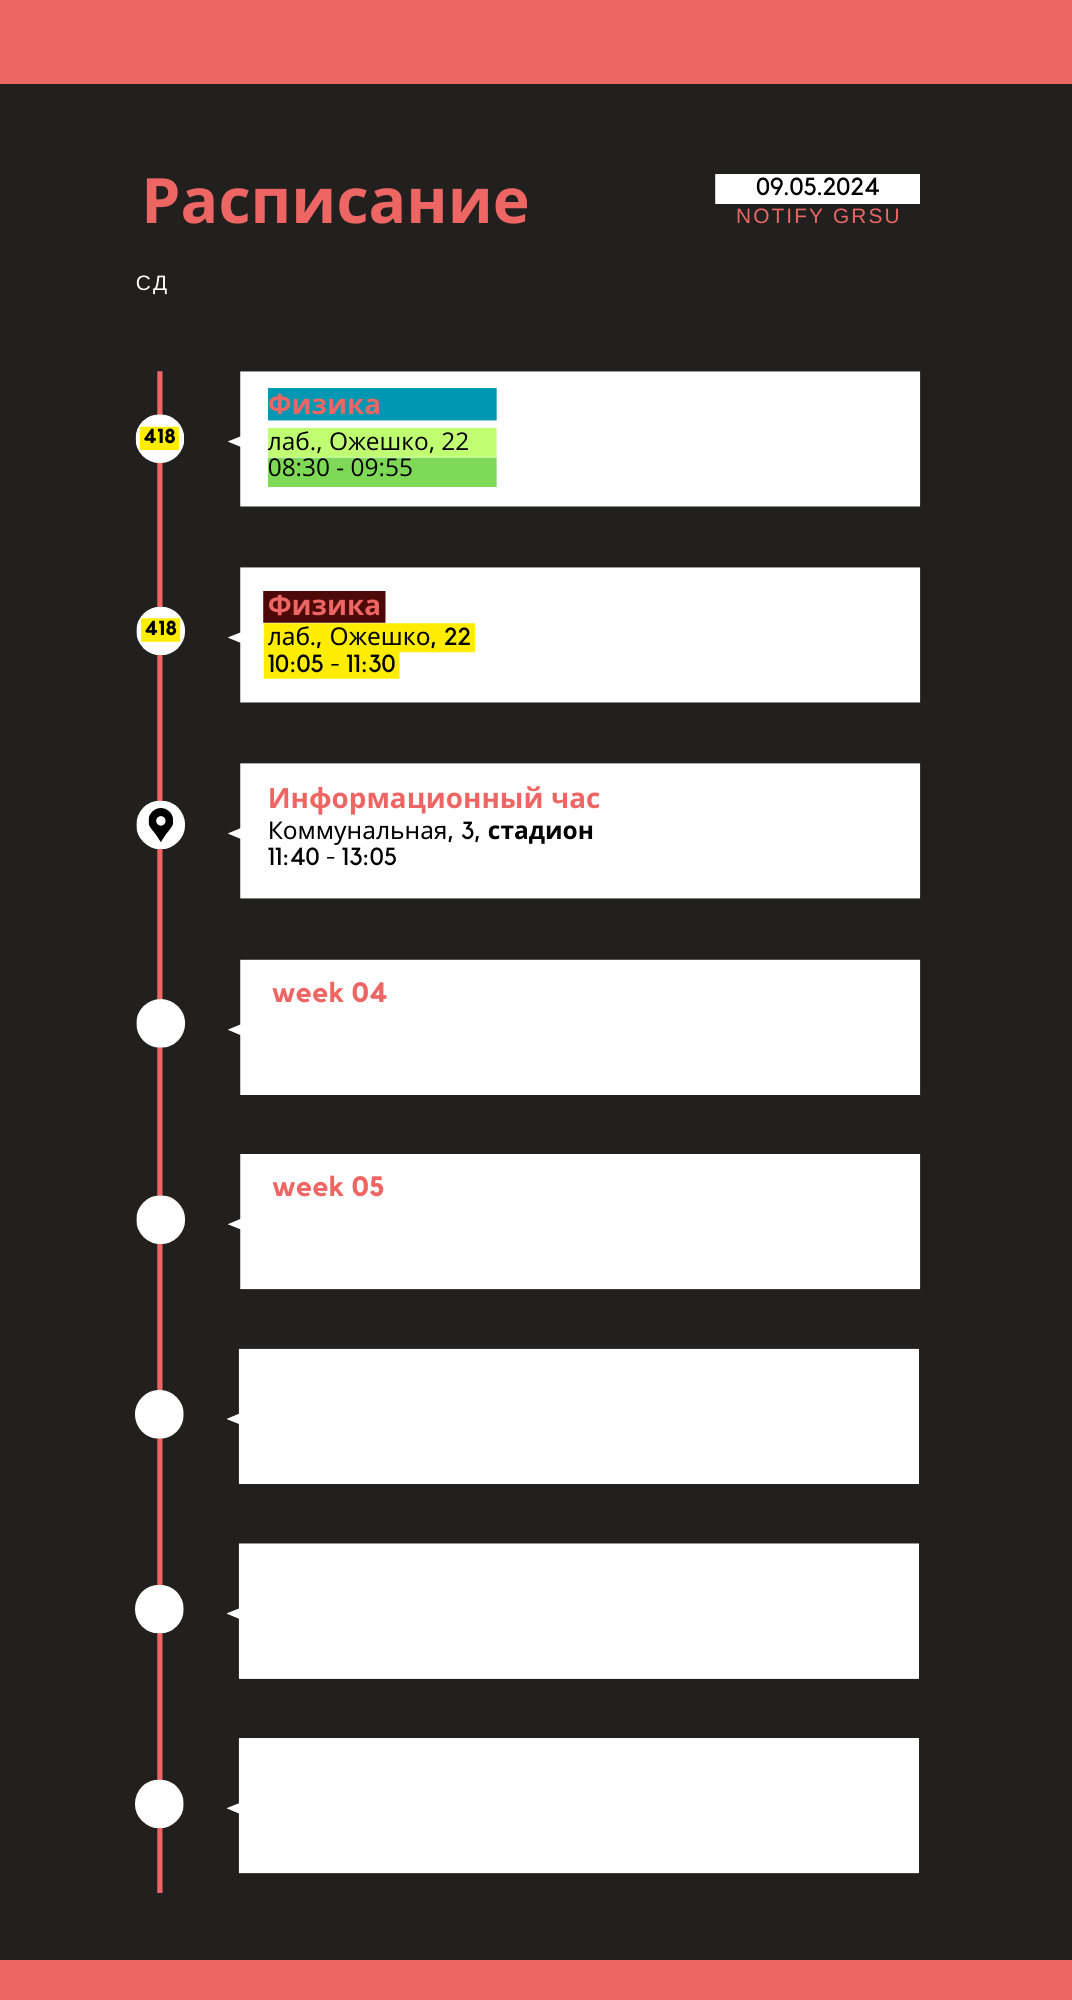 Расписание
09.05.2024
NOTIFY GRSU
СД
418
Физика
лаб., Ожешко, 22
08:30 - 09:55
418
Физика
лаб., Ожешко, 22
10:05 - 11:30
Информационный час
Коммунальная, 3, стадион
11:40 - 13:05
week 04
week 05